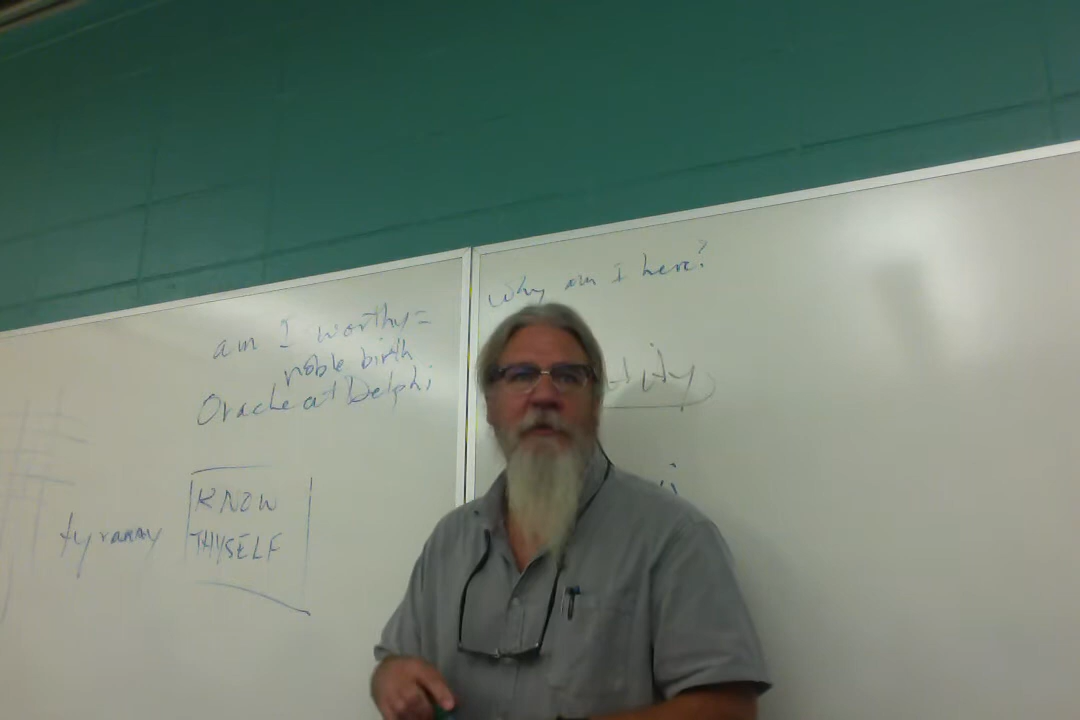 am I worthy =
noble birth
Oracle at Delphi
tyranny
KNOW
THYSELF
Why am I here?